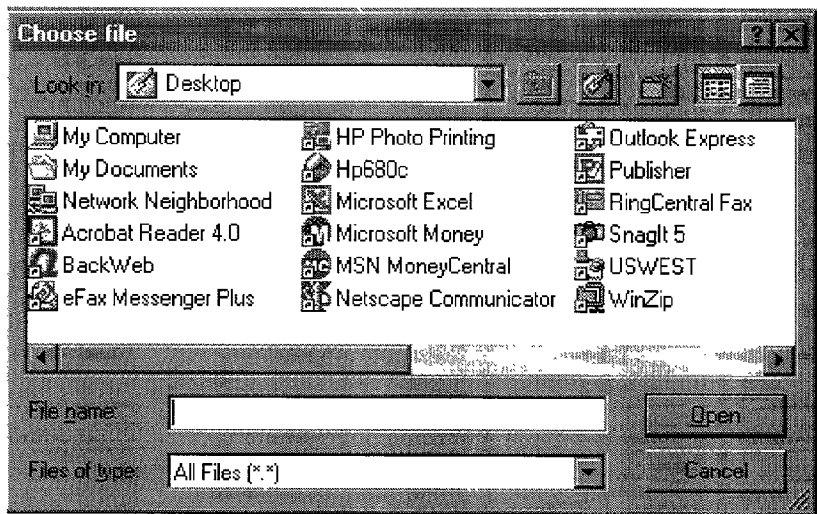 Choose file
Look in: Desktop
My Computer HP Photo Printing Outlook Express
My Documents Hp680c Publisher
Network Neighborhood Microsoft Excel RingCentral Fax
Acrobat Reader 4.0 Microsoft Money SnagIt 5
BackWeb MSN MoneyCentral USWEST
eFax Messenger Plus Netscape Communicator WinZip
File name: Open
Files of type: All Files (*.*) Cancel